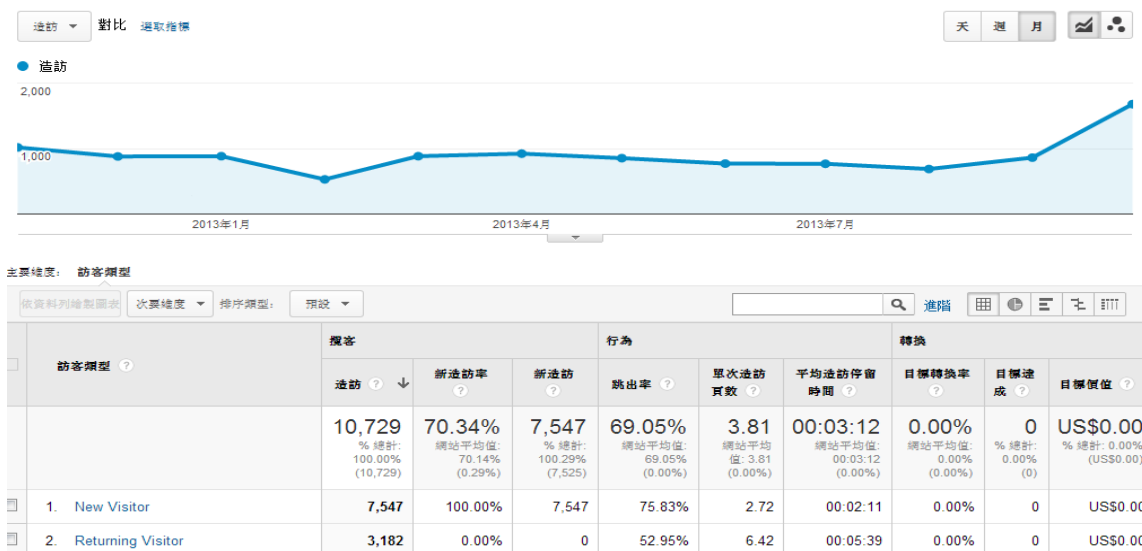 造訪 對比 選取指標 天 週 月
造訪
2,000
1,000
2013年1月 2013年4月 2013年7月
主要維度: 訪客類型
依資料列繪製圖表 次要維度 排序類型: 預設 進階
訪客類型 ? 攬客 行為 轉換
造訪 ? 新造訪率 ? 新造訪 ? 跳出率 ? 單次造訪頁數 ? 平均造訪停留時間 ? 目標轉換率 ? 目標達成 ? 目標價值 ?
10,729 70.34% 7,547 69.05% 3.81 00:03:12 0.00% 0 US$0.00
% 總計: 網站平均值: % 總計: 網站平均值: 網站平均 網站平均值: 網站平均值: % 總計: % 總計: 0.00%
100.00% 70.14% 100.29% 69.05% 值: 3.81 00:03:12 0.00% 0.00% (US$0.00)
(10,729) (0.29%) (7,525) (0.00%) (0.00%) (0.00%) (0.00%) (0)
1. New Visitor 7,547 100.00% 7,547 75.83% 2.72 00:02:11 0.00% 0 US$0.00
2. Returning Visitor 3,182 0.00% 0 52.95% 6.42 00:05:39 0.00% 0 US$0.00